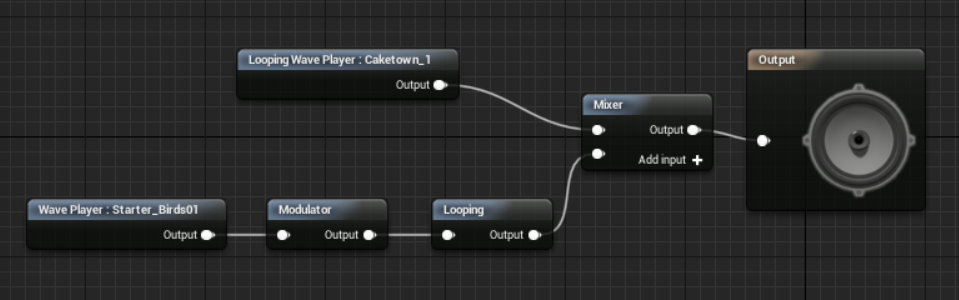 Looping Wave Player : Caketown_1
Output
Output
Mixer
Output
Add input
Wave Player : Starter_Birds01
Output
Modulator
Output
Looping
Output